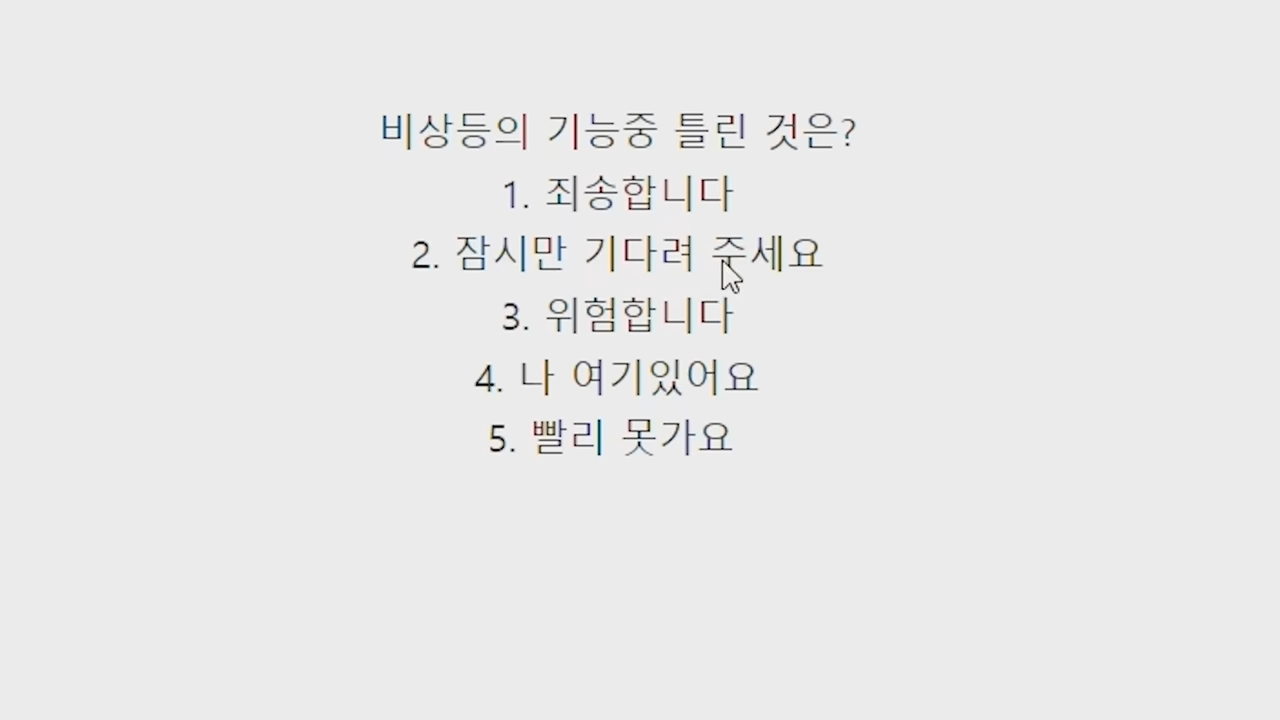 비상등의 기능중 틀린 것은?
1. 죄송합니다
2. 잠시만 기다려 주세요
3. 위험합니다
4. 나 여기있어요
5. 빨리 못가요